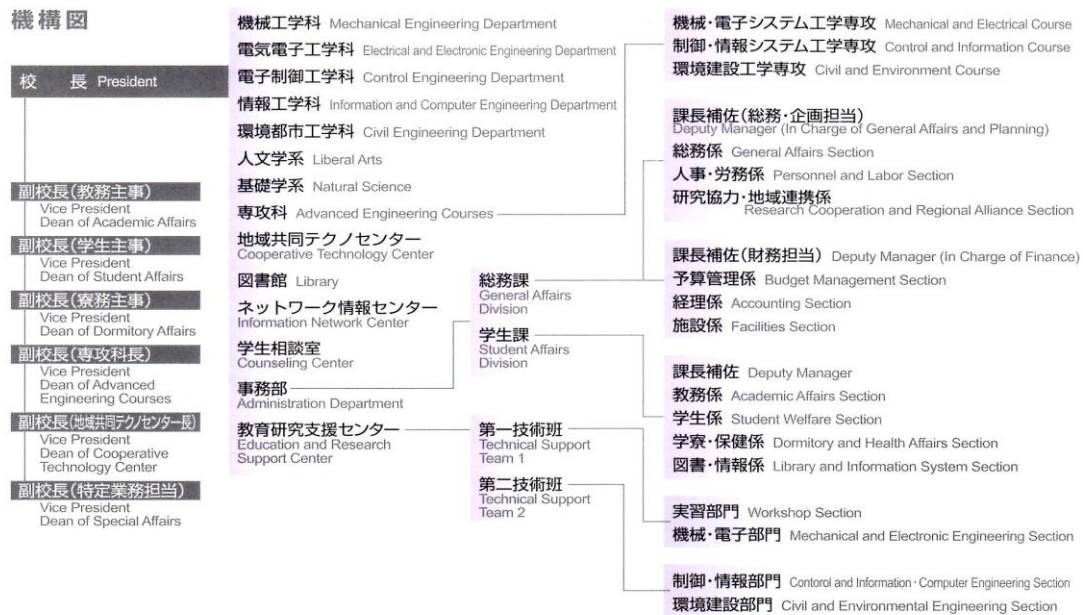 機構図
校 長 President
副校長(教務主事)
Vice President
Dean of Academic Affairs
副校長(学生主事)
Vice President
Dean of Student Affairs
副校長(寮務主事)
Vice President
Dean of Dormitory Affairs
副校長(専攻科長)
Vice President
Dean of Advanced
Engineering Courses
副校長(地域共同テクノセンター長)
Vice President
Dean of Cooperative
Technology Center
副校長(特定業務担当)
Vice President
Dean of Special Affairs
機械工学科 Mechanical Engineering Department
電気電子工学科 Electrical and Electronic Engineering Department
電子制御工学科 Control Engineering Department
情報工学科 Information and Computer Engineering Department
環境都市工学科 Civil Engineering Department
人文学系 Liberal Arts
基礎学系 Natural Science
専攻科 Advanced Engineering Courses
地域共同テクノセンター
Cooperative Technology Center
図書館 Library
ネットワーク情報センター
Information Network Center
学生相談室
Counseling Center
事務部
Administration Department
教育研究支援センター
Education and Research
Support Center
総務課
General Affairs
Division
学生課
Student Affairs
Division
第一技術班
Technical Support
Team 1
第二技術班
Technical Support
Team 2
機械・電子システム工学専攻 Mechanical and Electrical Course
制御・情報システム工学専攻 Control and Information Course
環境建設工学専攻 Civil and Environment Course
課長補佐(総務・企画担当)
Deputy Manager (In Charge of General Affairs and Planning)
総務係 General Affairs Section
人事・労務係 Personnel and Labor Section
研究協力・地域連携係
Research Cooperation and Regional Alliance Section
課長補佐(財務担当) Deputy Manager (In Charge of Finance)
予算管理係 Budget Management Section
経理係 Accounting Section
施設係 Facilities Section
課長補佐 Deputy Manager
教務係 Academic Affairs Section
学生係 Student Welfare Section
学寮・保健係 Dormitory and Health Affairs Section
図書・情報係 Library and Information System Section
実習部門 Workshop Section
機械・電子部門 Mechanical and Electronic Engineering Section
制御・情報部門 Contorol and Information・Computer Engineering Section
環境建設部門 Civil and Environmental Engineering Section